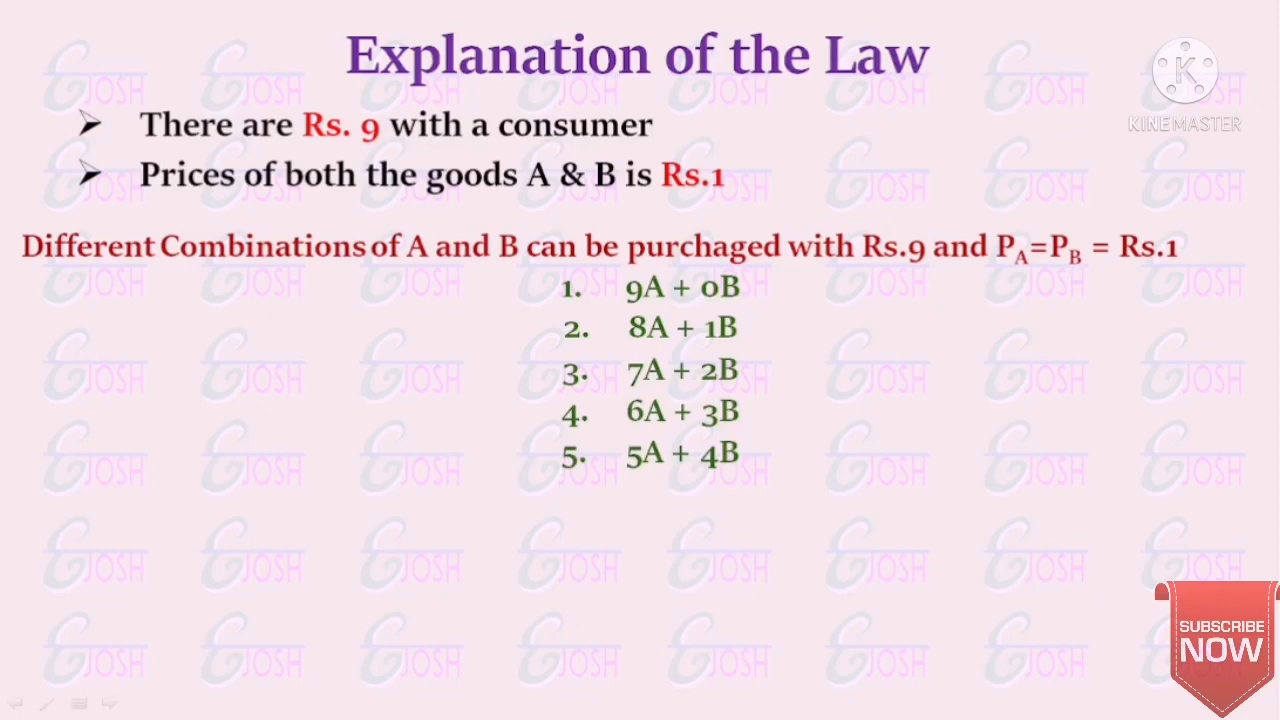 Explanation of the Law
K
KINEMASTER
➢ There are Rs. 9 with a consumer
➢ Prices of both the goods A & B is Rs.1
Different Combinations of A and B can be purchaged with Rs.9 and PA=PB = Rs.1
1. 9A + 0B
2. 8A + 1B
3. 7A + 2B
4. 6A + 3B
5. 5A + 4B
SUBSCRIBE
NOW